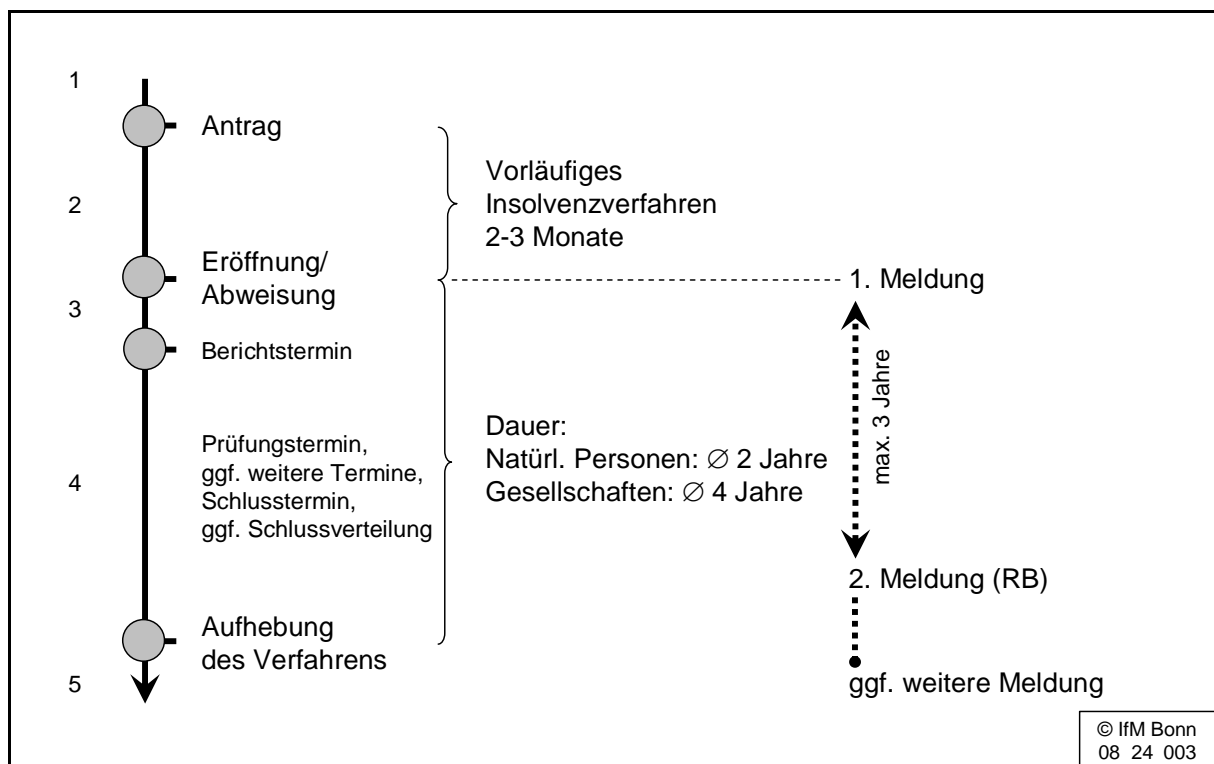 1
Antrag
2
Vorläufiges
Insolvenzverfahren
2-3 Monate
Eröffnung/
Abweisung
1. Meldung
3
Berichtstermin
max. 3 Jahre
Prüfungstermin,
ggf. weitere Termine,
Schlusstermin,
ggf. Schlussverteilung
4
Dauer:
Natürl. Personen: ∅ 2 Jahre
Gesellschaften: ∅ 4 Jahre
2. Meldung (RB)
Aufhebung
des Verfahrens
5
ggf. weitere Meldung
© IfM Bonn
08 24 003